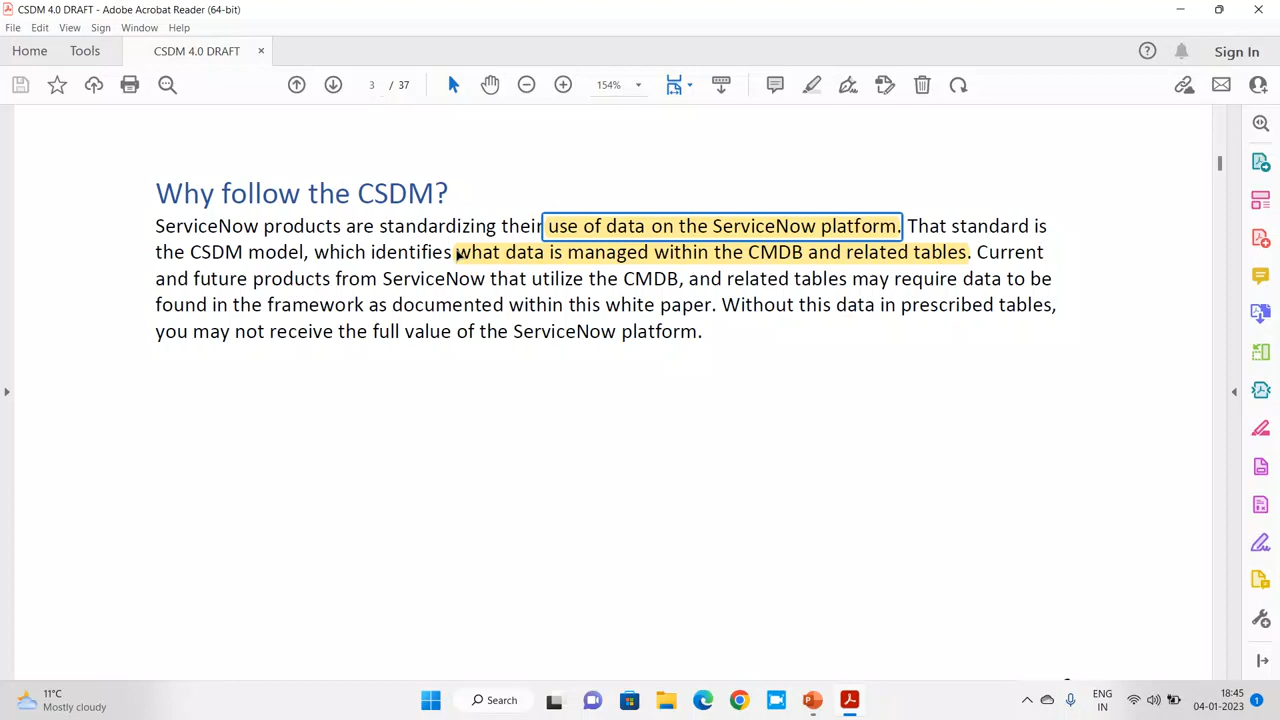 CSDM 4.0 DRAFT - Adobe Acrobat Reader (64-bit)
File Edit View Sign Window Help
Home Tools CSDM 4.0 DRAFT × Sign In
3 / 37 154%
Why follow the CSDM?
ServiceNow products are standardizing their use of data on the ServiceNow platform. That standard is
the CSDM model, which identifies what data is managed within the CMDB and related tables. Current
and future products from ServiceNow that utilize the CMDB, and related tables may require data to be
found in the framework as documented within this white paper. Without this data in prescribed tables,
you may not receive the full value of the ServiceNow platform.
11°C
Mostly cloudy
Search
ENG
IN
18:45
04-01-2023
1